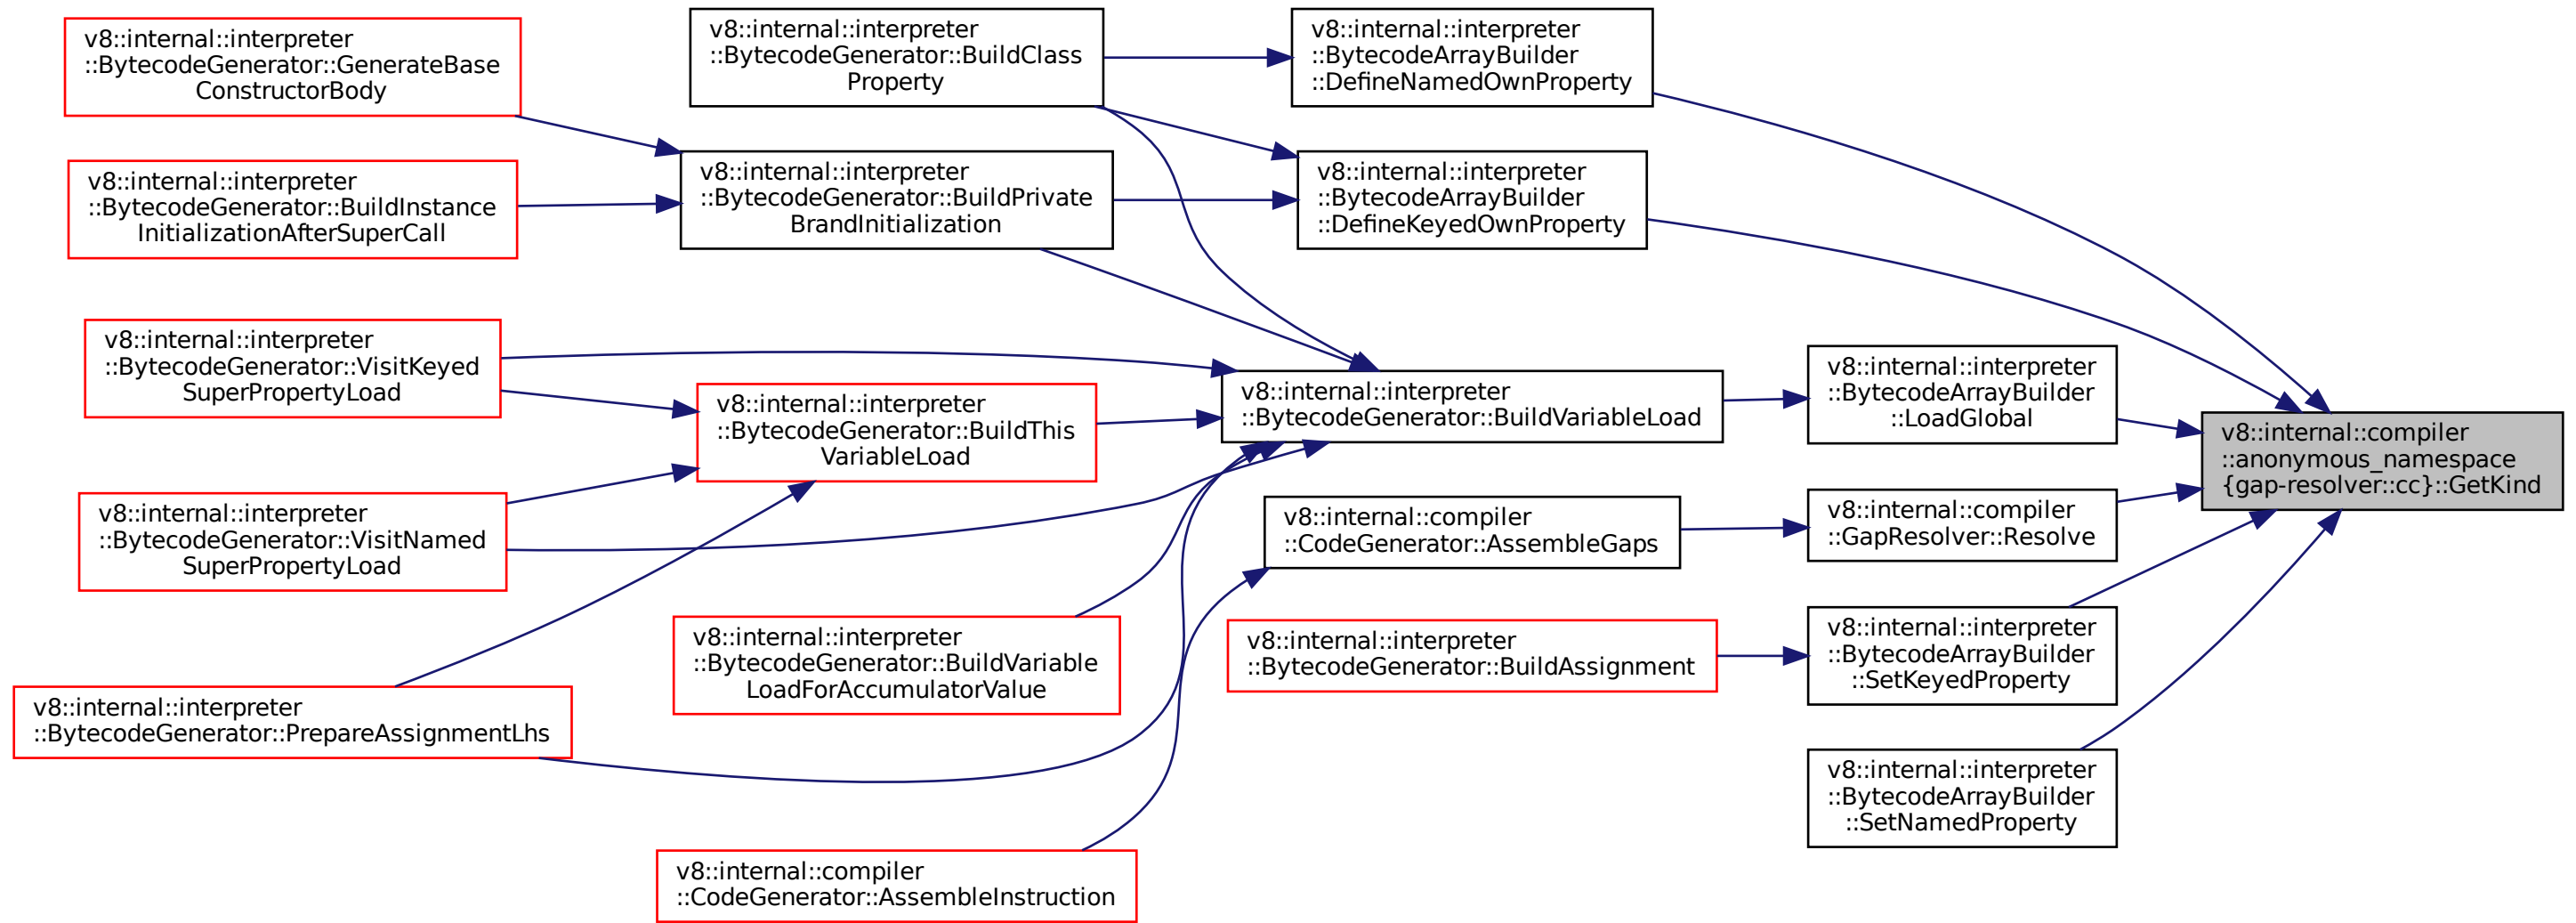 v8::internal::interpreter
::BytecodeGenerator::GenerateBase
ConstructorBody
v8::internal::interpreter
::BytecodeGenerator::BuildInstance
InitializationAfterSuperCall
v8::internal::interpreter
::BytecodeGenerator::VisitKeyed
SuperPropertyLoad
v8::internal::interpreter
::BytecodeGenerator::VisitNamed
SuperPropertyLoad
v8::internal::interpreter
::BytecodeGenerator::PrepareAssignmentLhs
v8::internal::interpreter
::BytecodeGenerator::BuildClass
Property
v8::internal::interpreter
::BytecodeGenerator::BuildPrivate
BrandInitialization
v8::internal::interpreter
::BytecodeGenerator::BuildThis
VariableLoad
v8::internal::interpreter
::BytecodeGenerator::BuildVariable
LoadForAccumulatorValue
v8::internal::compiler
::CodeGenerator::AssembleInstruction
v8::internal::interpreter
::BytecodeArrayBuilder
::DefineNamedOwnProperty
v8::internal::interpreter
::BytecodeArrayBuilder
::DefineKeyedOwnProperty
v8::internal::interpreter
::BytecodeGenerator::BuildVariableLoad
v8::internal::compiler
::CodeGenerator::AssembleGaps
v8::internal::interpreter
::BytecodeGenerator::BuildAssignment
v8::internal::interpreter
::BytecodeArrayBuilder
::LoadGlobal
v8::internal::compiler
::GapResolver::Resolve
v8::internal::interpreter
::BytecodeArrayBuilder
::SetKeyedProperty
v8::internal::interpreter
::BytecodeArrayBuilder
::SetNamedProperty
v8::internal::compiler
::anonymous_namespace
{gap-resolver::cc}::GetKind